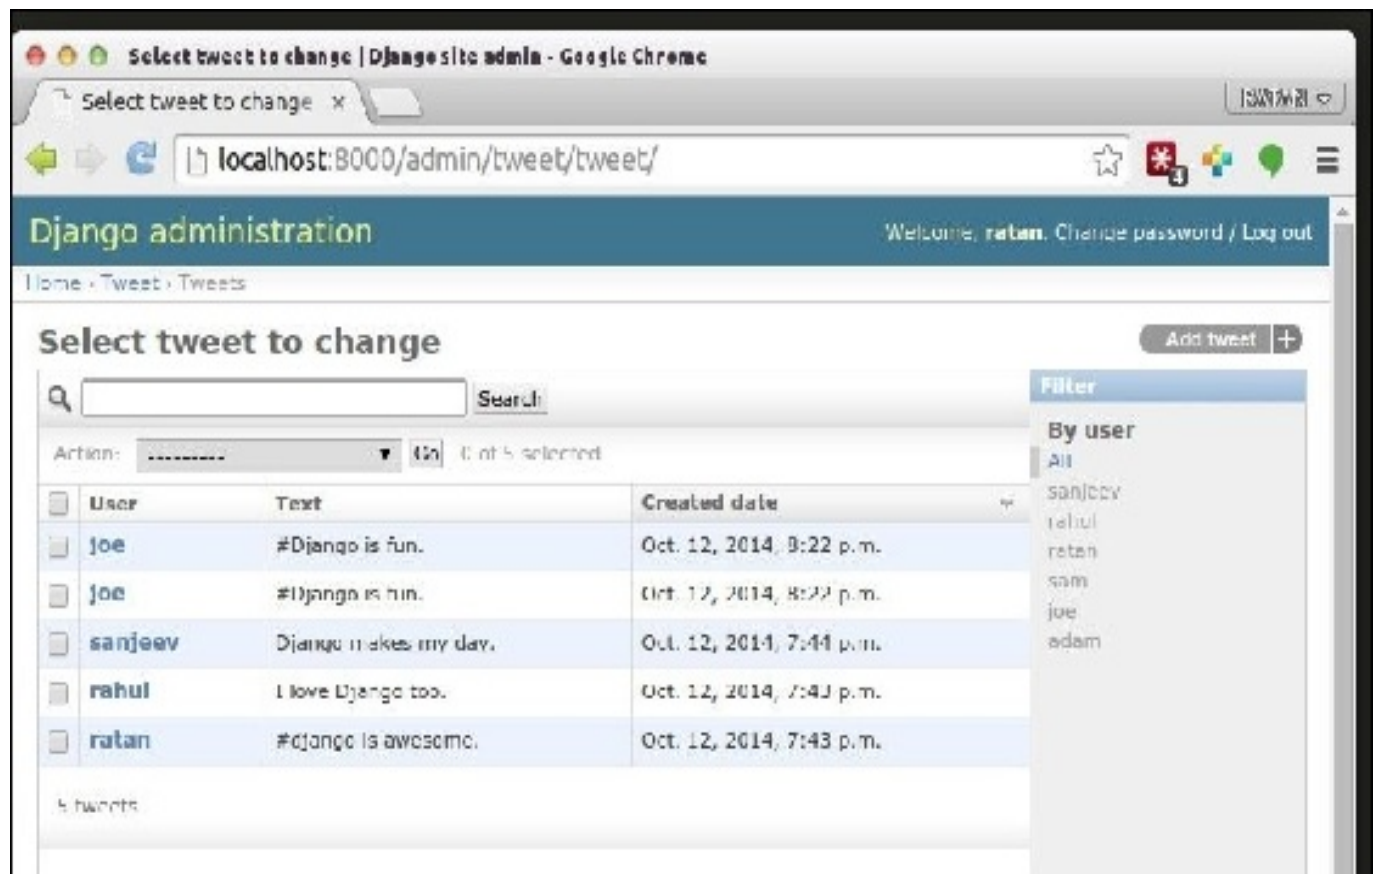 Select tweet to change | Django site admin - Google Chrome
Select tweet to change x
localhost:8000/admin/tweet/tweet/
4
Django administration
Welcome, ratan. Change password / Log out
Home › Tweet › Tweets
Select tweet to change
Add tweet +
Search
Filter
By user
All
sanjeev
rahul
ratan
sam
joe
adam
Action: --------- Go 0 of 5 selected
User Text Created date
joe #Django is fun. Oct. 12, 2014, 8:22 p.m.
joe #Django is fun. Oct. 12, 2014, 8:22 p.m.
sanjeev Django makes my day. Oct. 12, 2014, 7:44 p.m.
rahul I love Django too. Oct. 12, 2014, 7:43 p.m.
ratan #django is awesome. Oct. 12, 2014, 7:43 p.m.
5 tweets